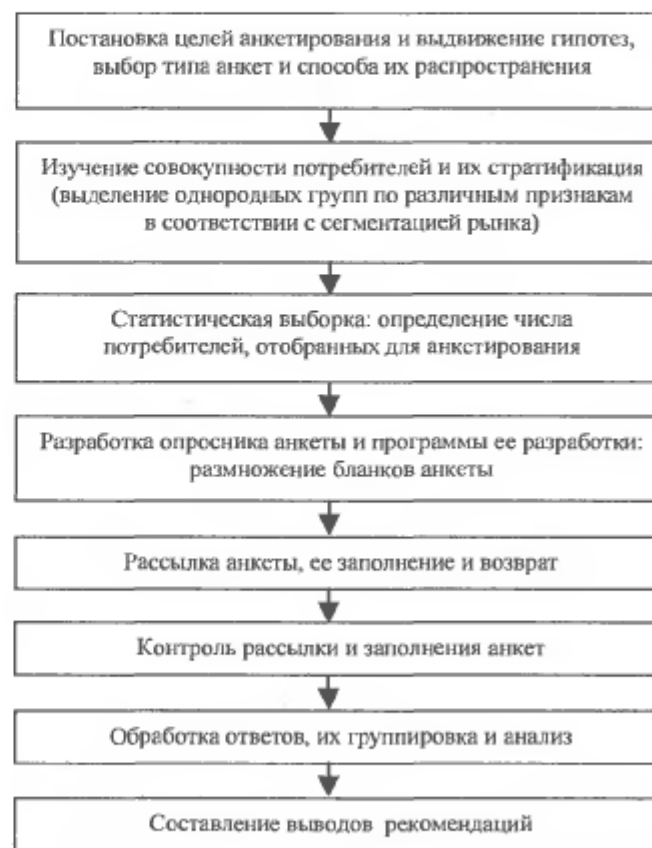 Постановка целей анкетирования и выдвижение гипотез,
выбор типа анкет и способа их распространения
Изучение совокупности потребителей и их стратификация
(выделение однородных групп по различным признакам
в соответствии с сегментацией рынка)
Статистическая выборка: определение числа
потребителей, отобранных для анкетирования
Разработка опросника анкеты и программы ее разработки:
размножение бланков анкеты
Рассылка анкеты, ее заполнение и возврат
Контроль рассылки и заполнения анкет
Обработка ответов, их группировка и анализ
Составление выводов рекомендаций